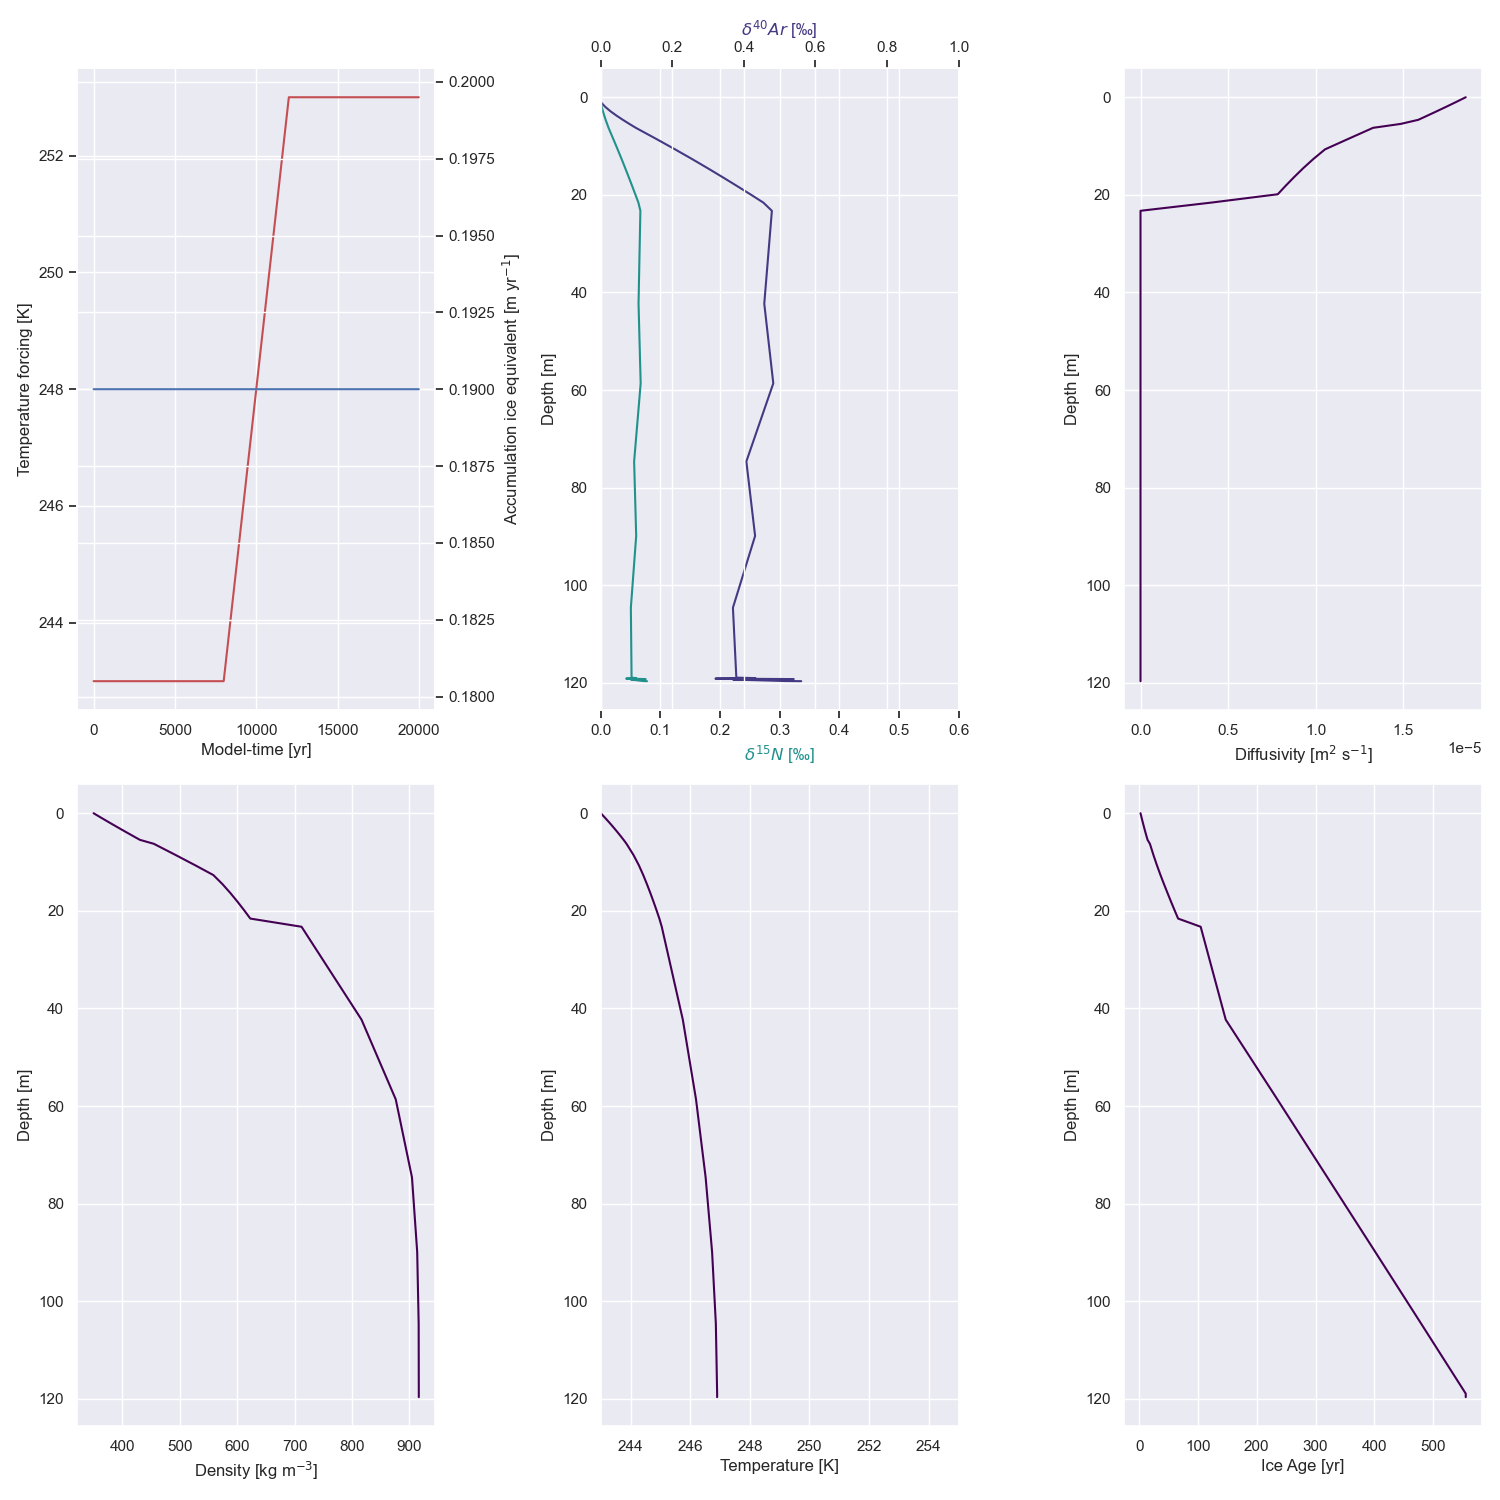 252
250
248
246
244
Temperature forcing [K]
0 5000 10000 15000 20000
Model-time [yr]
0.2000
0.1975
0.1950
0.1925
0.1900
0.1875
0.1850
0.1825
0.1800
Accumulation ice equivalent [m yr⁻¹]
δ⁴⁰Ar [‰]
0.0 0.2 0.4 0.6 0.8 1.0
0
20
40
60
80
100
120
Depth [m]
0.0 0.1 0.2 0.3 0.4 0.5 0.6
δ¹⁵N [‰]
0
20
40
60
80
100
120
Depth [m]
0.0 0.5 1.0 1.5
1e−5
Diffusivity [m² s⁻¹]
0
20
40
60
80
100
120
Depth [m]
400 500 600 700 800 900
Density [kg m⁻³]
0
20
40
60
80
100
120
Depth [m]
244 246 248 250 252 254
Temperature [K]
0
20
40
60
80
100
120
Depth [m]
0 100 200 300 400 500
Ice Age [yr]